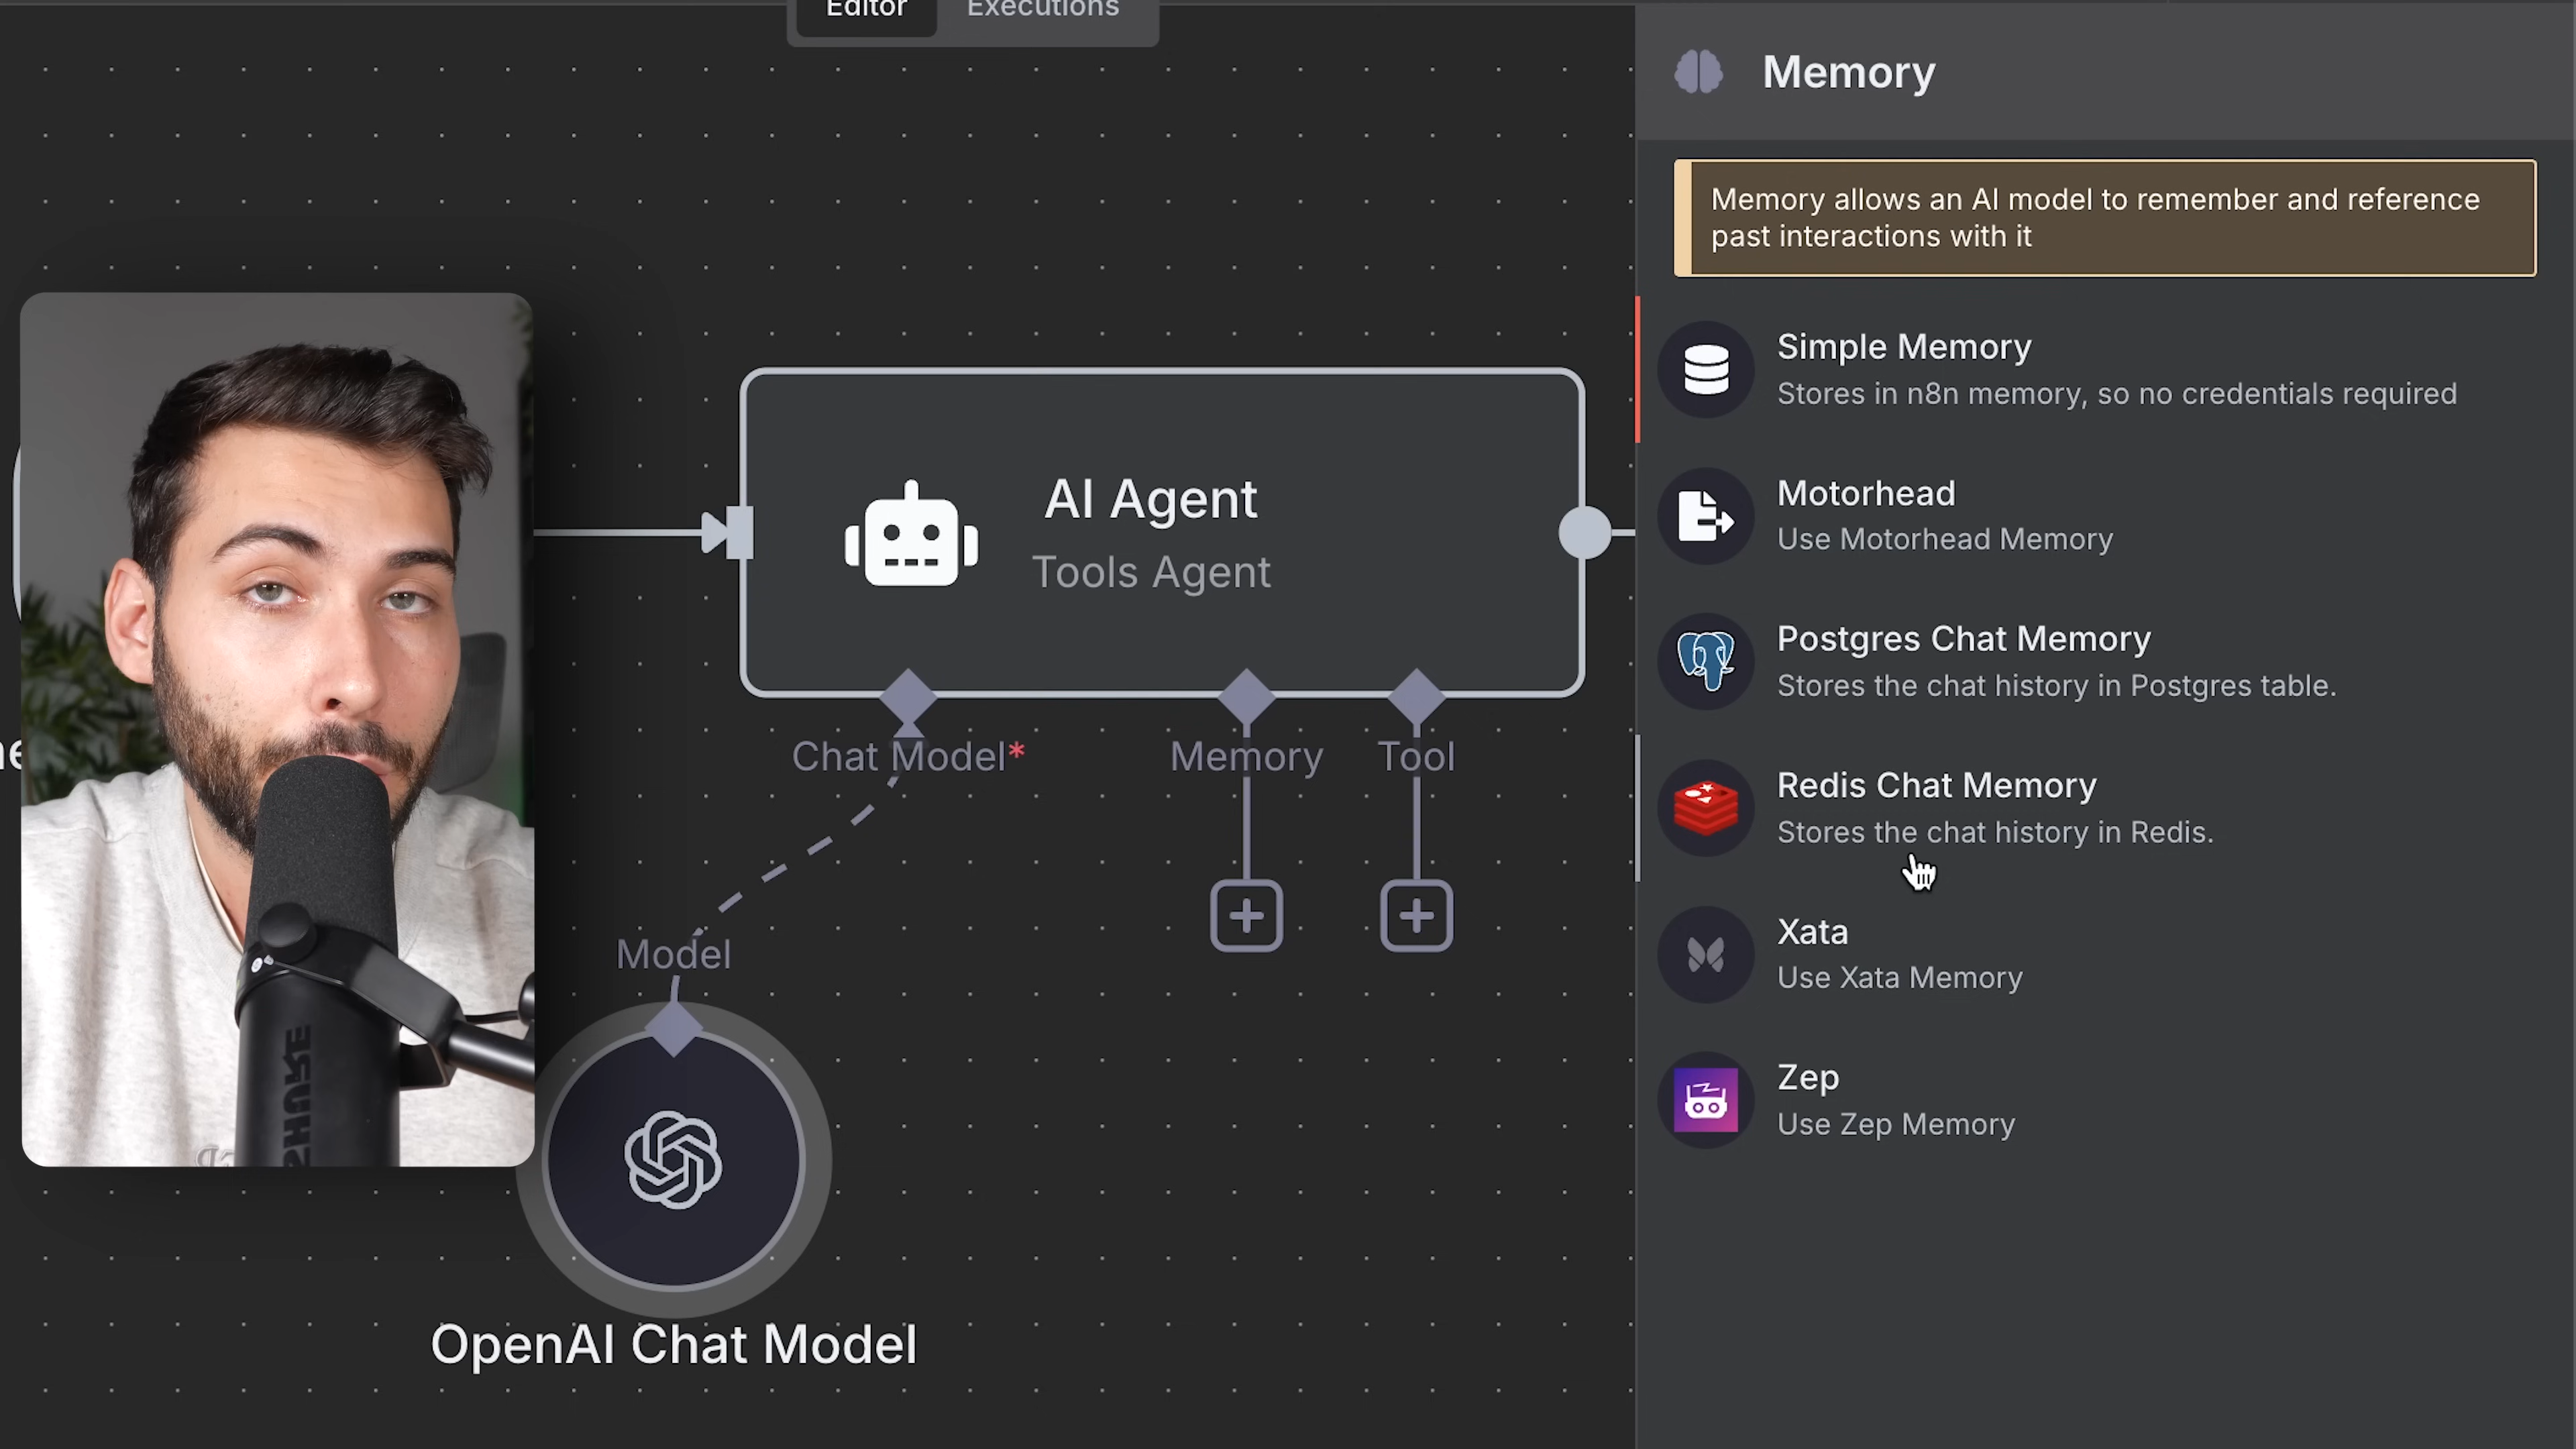 Editor
Executions
Memory
Memory allows an AI model to remember and reference
past interactions with it
Simple Memory
Stores in n8n memory, so no credentials required
Motorhead
Use Motorhead Memory
Postgres Chat Memory
Stores the chat history in Postgres table.
Redis Chat Memory
Stores the chat history in Redis.
Xata
Use Xata Memory
Zep
Use Zep Memory
AI Agent
Tools Agent
Chat Model*
Memory
Tool
Model
OpenAI Chat Model
SHURE